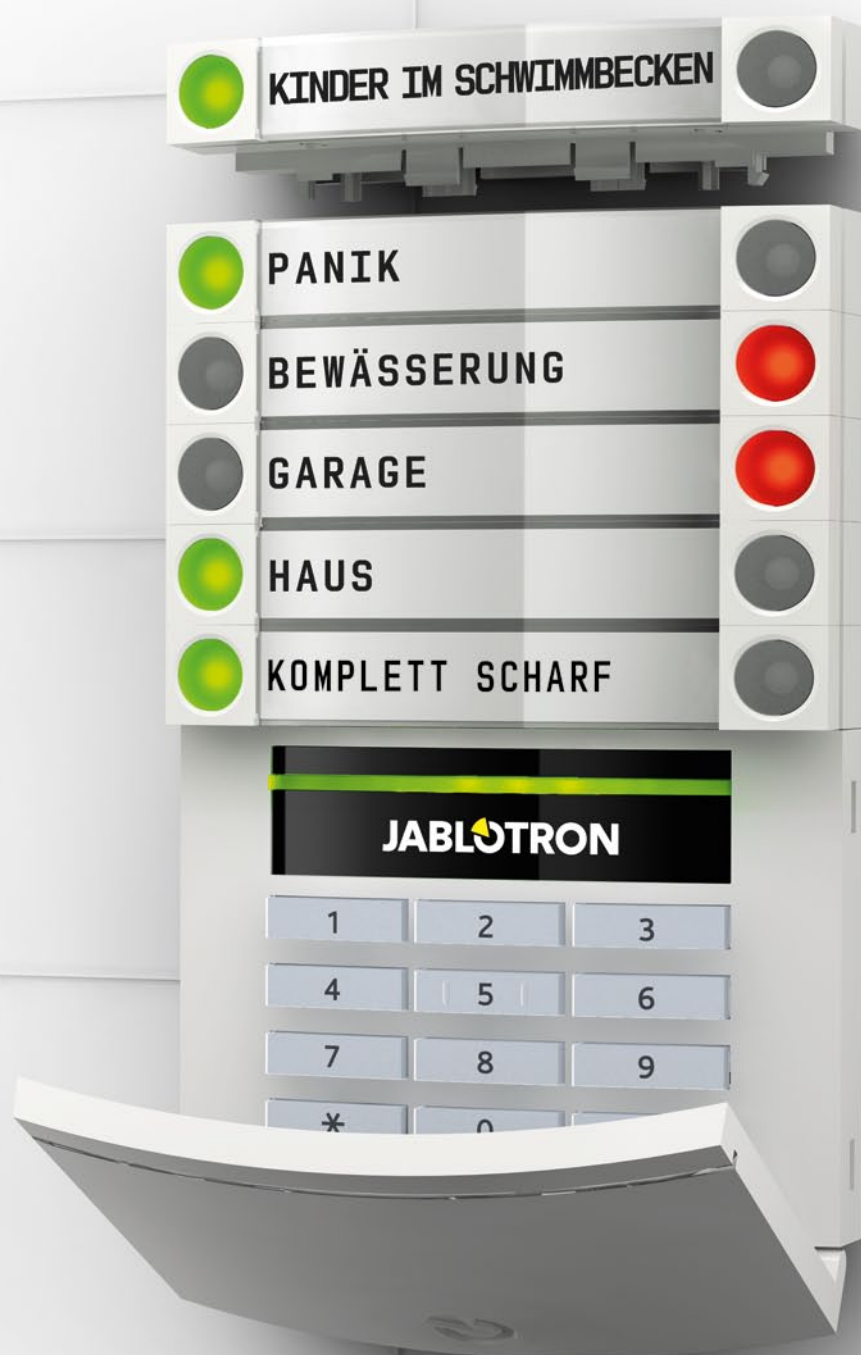 KINDER IM SCHWIMMBECKEN
PANIK
BEWÄSSERUNG
GARAGE
HAUS
KOMPLETT SCHARF
JABLOTRON
1 2 3
4 5 6
7 8 9
* 0